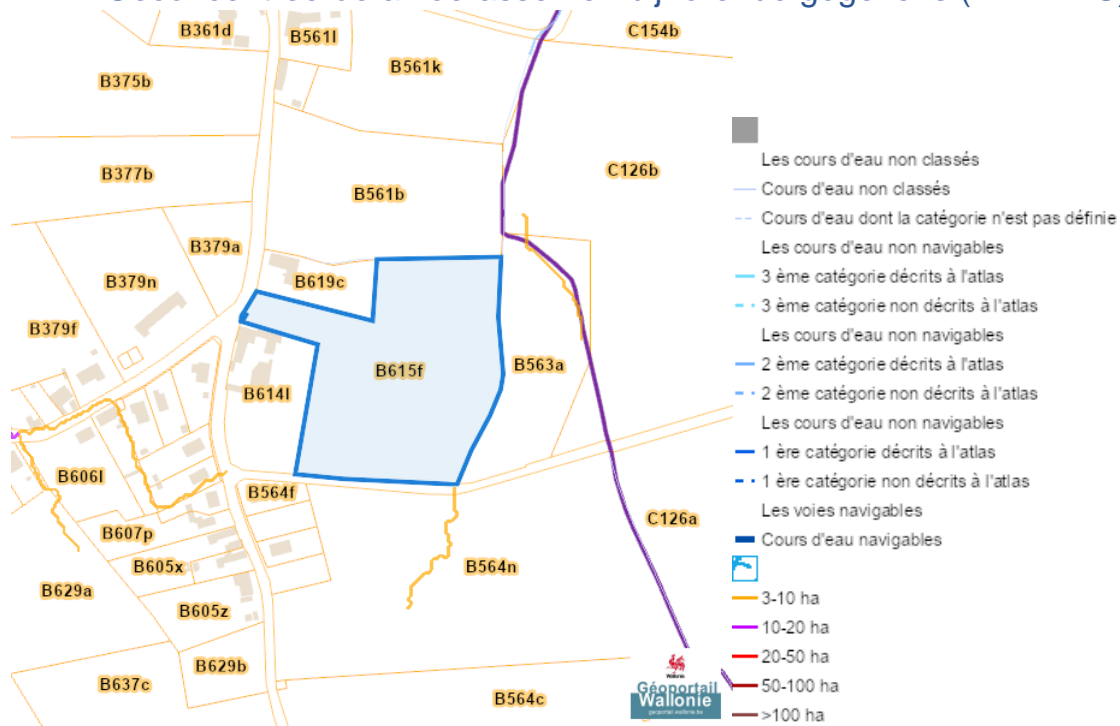 B361d
B561l
C154b
B375b
B561k
B377b
B561b
C126b
B379a
B379n
B619c
B379f
B615f
B563a
B614l
B606l
B564f
B607p
C126a
B605x
B564n
B629a
B605z
B629b
B637c
B564c
Wallonie
Géoportail
Wallonie
geoportail.wallonie.be
Les cours d'eau non classés
Cours d'eau non classés
Cours d'eau dont la catégorie n'est pas définie
Les cours d'eau non navigables
3 ème catégorie décrits à l'atlas
3 ème catégorie non décrits à l'atlas
Les cours d'eau non navigables
2 ème catégorie décrits à l'atlas
2 ème catégorie non décrits à l'atlas
Les cours d'eau non navigables
1 ère catégorie décrits à l'atlas
1 ère catégorie non décrits à l'atlas
Les voies navigables
Cours d'eau navigables
3-10 ha
10-20 ha
20-50 ha
50-100 ha
>100 ha